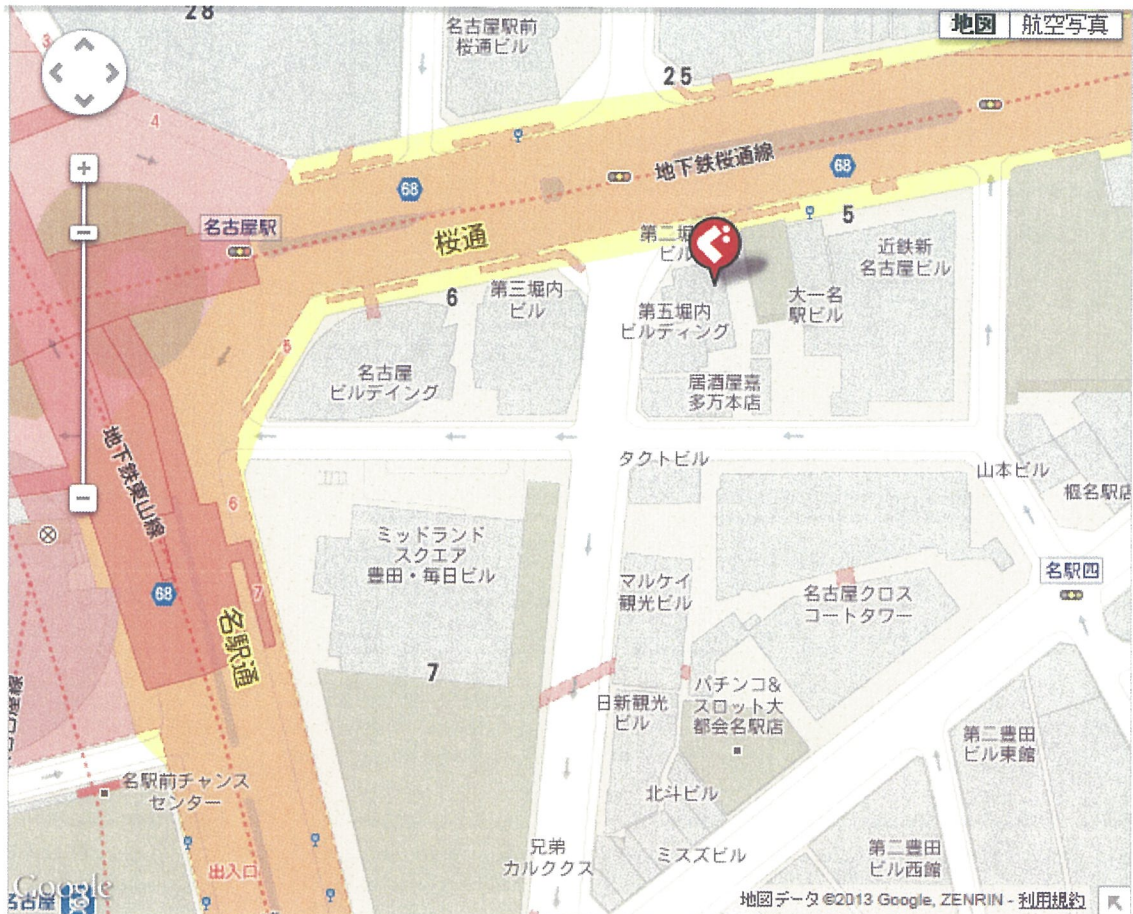 28
名古屋駅前
桜通ビル
地図
航空写真
3
25
4
地下鉄桜通線
68
68
名古屋駅
桜通
5
第二堀
ビル
近鉄新
名古屋ビル
6
第三堀内
ビル
第五堀内
ビルディング
大一名
駅ビル
5
名古屋
ビルデイング
居酒屋嘉
多万本店
地下鉄東山線
タクトビル
山本ビル
椢名駅店
6
ミッドランド
スクエア
豊田・毎日ビル
68
7
マルケイ
観光ビル
名古屋クロス
コートタワー
名駅四
名駅通
7
日新観光
ビル
パチンコ&
スロット大
都会名駅店
第二豊田
ビル東館
名駅前チャンス
センター
北斗ビル
兄弟
カルククス
ミスズビル
第二豊田
ビル西館
出入口
Google
名古屋
地図データ ©2013 Google, ZENRIN - 利用規約